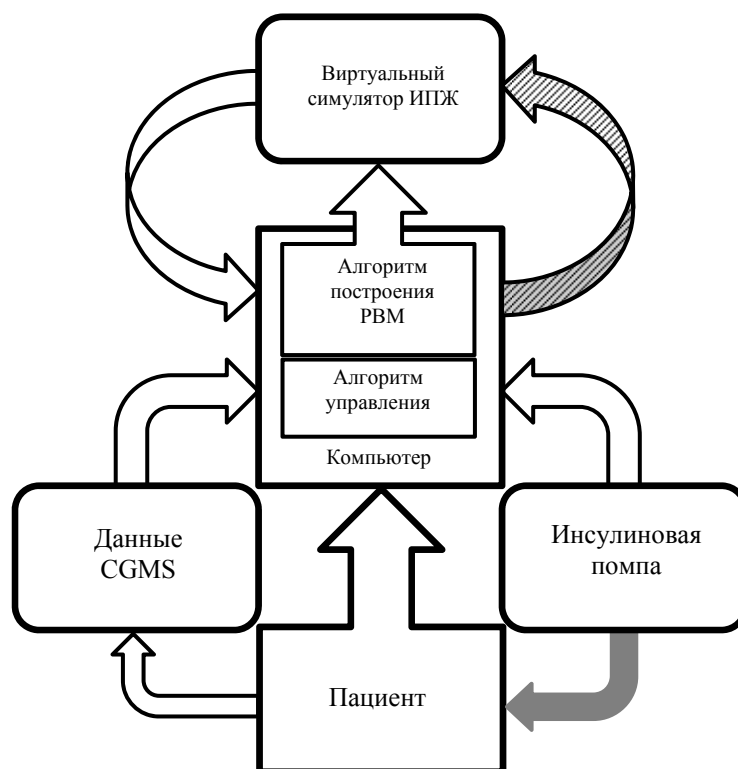 Виртуальный
симулятор ИПЖ
Алгоритм
построения
РВМ
Алгоритм
управления
Компьютер
Данные
CGMS
Инсулиновая
помпа
Пациент